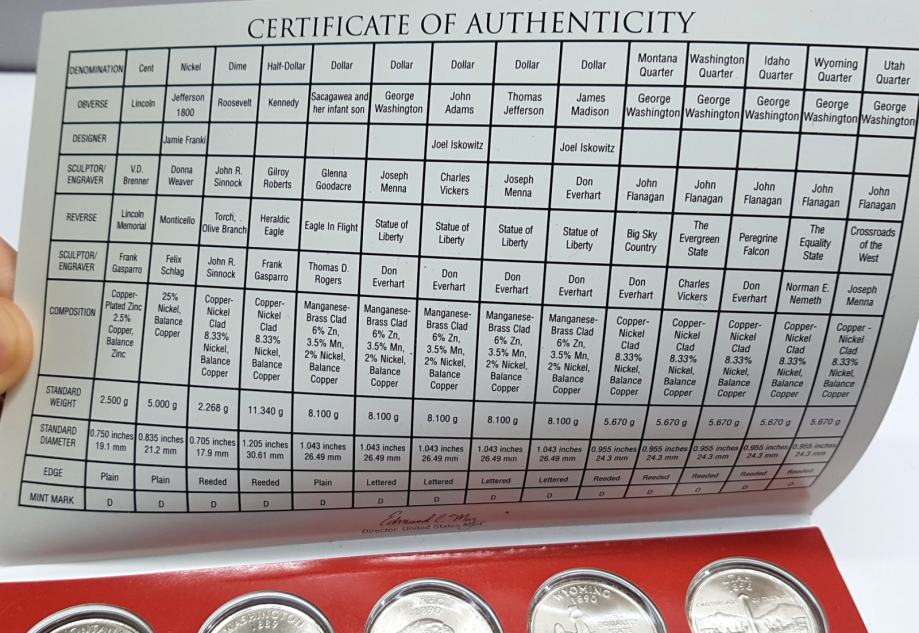 CERTIFICATE OF AUTHENTICITY
DENOMINATION Cent Nickel Dime Half-Dollar Dollar Dollar Dollar Dollar Dollar Montana Quarter Washington Quarter Idaho Quarter Wyoming Quarter Utah Quarter
OBVERSE Lincoln Jefferson 1800 Roosevelt Kennedy Sacagawea and her infant son George Washington John Adams Thomas Jefferson James Madison George Washington George Washington George Washington George Washington George Washington
DESIGNER Jamie Franki Joel Iskowitz Joel Iskowitz
SCULPTOR/ENGRAVER V.D. Brenner Donna Weaver John R. Sinnock Gilroy Roberts Glenna Goodacre Joseph Menna Charles Vickers Joseph Menna Don Everhart John Flanagan John Flanagan John Flanagan John Flanagan John Flanagan
REVERSE Lincoln Memorial Monticello Torch, Olive Branch Heraldic Eagle Eagle In Flight Statue of Liberty Statue of Liberty Statue of Liberty Statue of Liberty Big Sky Country The Evergreen State Peregrine Falcon The Equality State Crossroads of the West
SCULPTOR/ENGRAVER Frank Gasparro Felix Schlag John R. Sinnock Frank Gasparro Thomas D. Rogers Don Everhart Don Everhart Don Everhart Don Everhart Don Everhart Charles Vickers Don Everhart Norman E. Nemeth Joseph Menna
COMPOSITION Copper-Plated Zinc 2.5% Copper, Balance Zinc 25% Nickel, Balance Copper Copper-Nickel Clad 8.33% Nickel, Balance Copper Copper-Nickel Clad 8.33% Nickel, Balance Copper Manganese-Brass Clad 6% Zn, 3.5% Mn, 2% Nickel, Balance Copper Manganese-Brass Clad 6% Zn, 3.5% Mn, 2% Nickel, Balance Copper Manganese-Brass Clad 6% Zn, 3.5% Mn, 2% Nickel, Balance Copper Manganese-Brass Clad 6% Zn, 3.5% Mn, 2% Nickel, Balance Copper Manganese-Brass Clad 6% Zn, 3.5% Mn, 2% Nickel, Balance Copper Copper-Nickel Clad 8.33% Nickel, Balance Copper Copper-Nickel Clad 8.33% Nickel, Balance Copper Copper-Nickel Clad 8.33% Nickel, Balance Copper Copper-Nickel Clad 8.33% Nickel, Balance Copper Copper - Nickel Clad 8.33% Nickel, Balance Copper
STANDARD WEIGHT 2.500 g 5.000 g 2.268 g 11.340 g 8.100 g 8.100 g 8.100 g 8.100 g 8.100 g 5.670 g 5.670 g 5.670 g 5.670 g 5.670 g
STANDARD DIAMETER 0.750 inches 19.1 mm 0.835 inches 21.2 mm 0.705 inches 17.9 mm 1.205 inches 30.61 mm 1.043 inches 26.49 mm 1.043 inches 26.49 mm 1.043 inches 26.49 mm 1.043 inches 26.49 mm 1.043 inches 26.49 mm 0.955 inches 24.3 mm 0.955 inches 24.3 mm 0.955 inches 24.3 mm 0.955 inches 24.3 mm 0.955 inches 24.3 mm
EDGE Plain Plain Reeded Reeded Plain Lettered Lettered Lettered Lettered Reeded Reeded Reeded Reeded Reeded
MINT MARK D D D D D D D D D D D D D D
Director, United States Mint
WASHINGTON
1889
1890
WYOMING
1890
EQUALITY
STATE
UTAH
1896